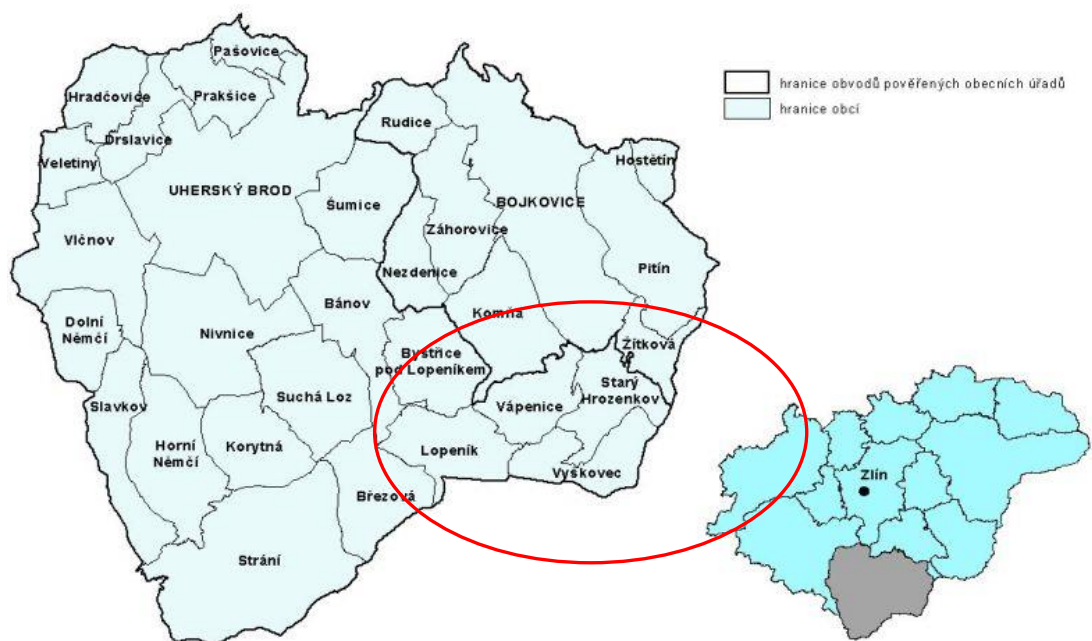 Pašovice
hranice obvodů pověřených obecních úřadů
Hradčovice
Prakšice
hranice obcí
Rudice
Drslavice
Hostětín
Veletiny
UHERSKÝ BROD
BOJKOVICE
Šumice
Záhorovice
Vlčnov
Nezdenice
Pitín
Bánov
Komňa
Dolní
Němčí
Nivnice
Žítková
Bystřice
pod Lopeníkem
Starý
Hrozenkov
Suchá Loz
Slavkov
Vápenice
Horní
Němčí
Korytná
Lopeník
Vyškovec
Zlín
Březová
Strání